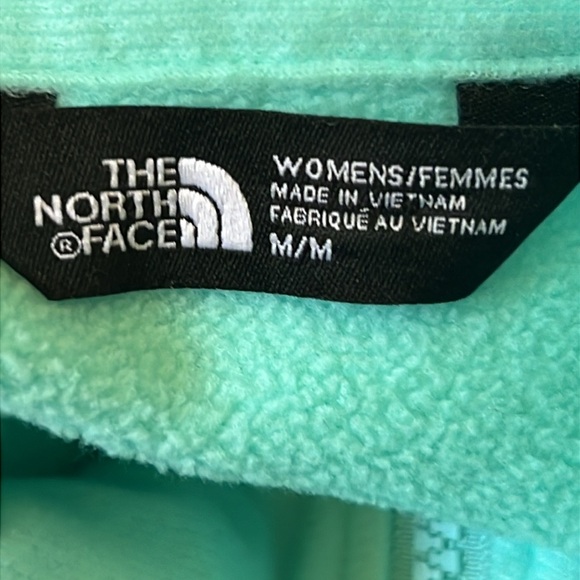 THE
NORTH
®FACE
WOMENS/FEMMES
MADE IN VIETNAM
FABRIQUÉ AU VIETNAM
M/M